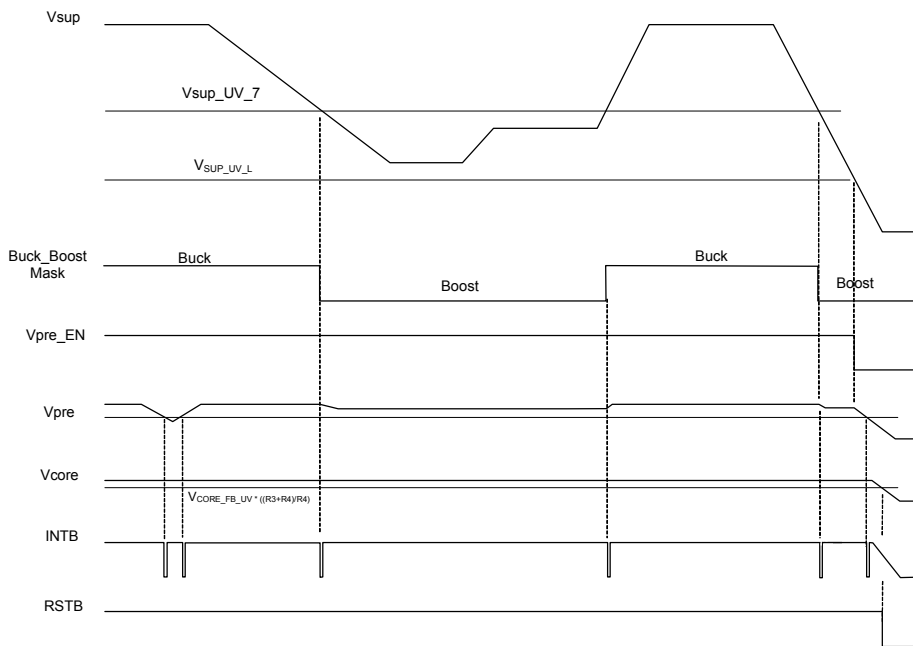 Vsup
Vsup_UV_7
VSUP_UV_L
Buck_Boost
Mask
Buck
Boost
Buck
Boost
Vpre_EN
Vpre
Vcore
VCORE_FB_UV * ((R3+R4)/R4)
INTB
RSTB